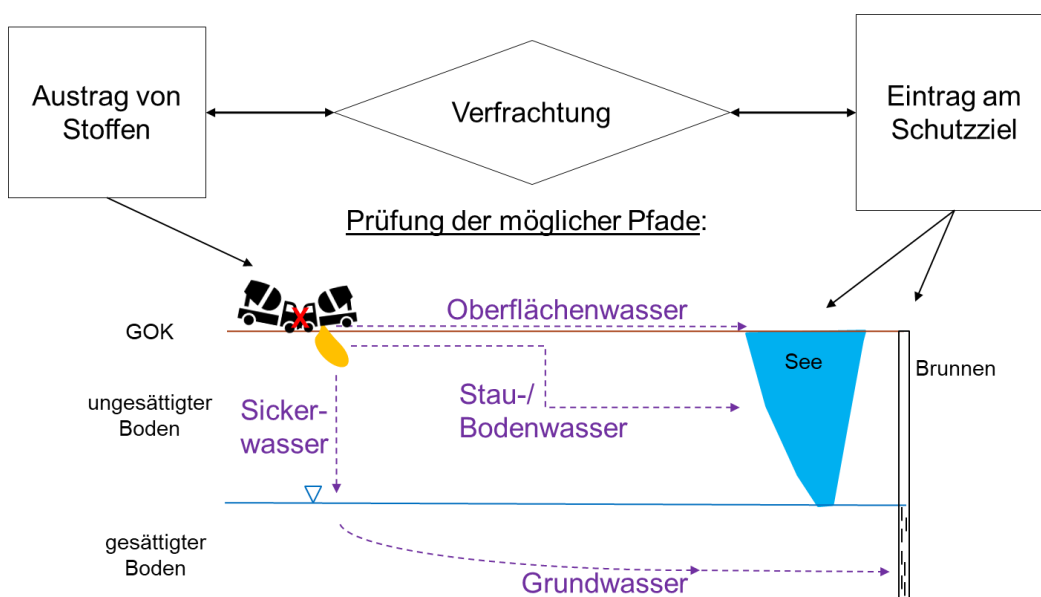 Austrag von
Stoffen
Verfrachtung
Eintrag am
Schutzziel
Prüfung der möglicher Pfade:
Oberflächenwasser
GOK
See
Brunnen
ungesättigter
Boden
Sicker-
wasser
Stau-/
Bodenwasser
gesättigter
Boden
Grundwasser